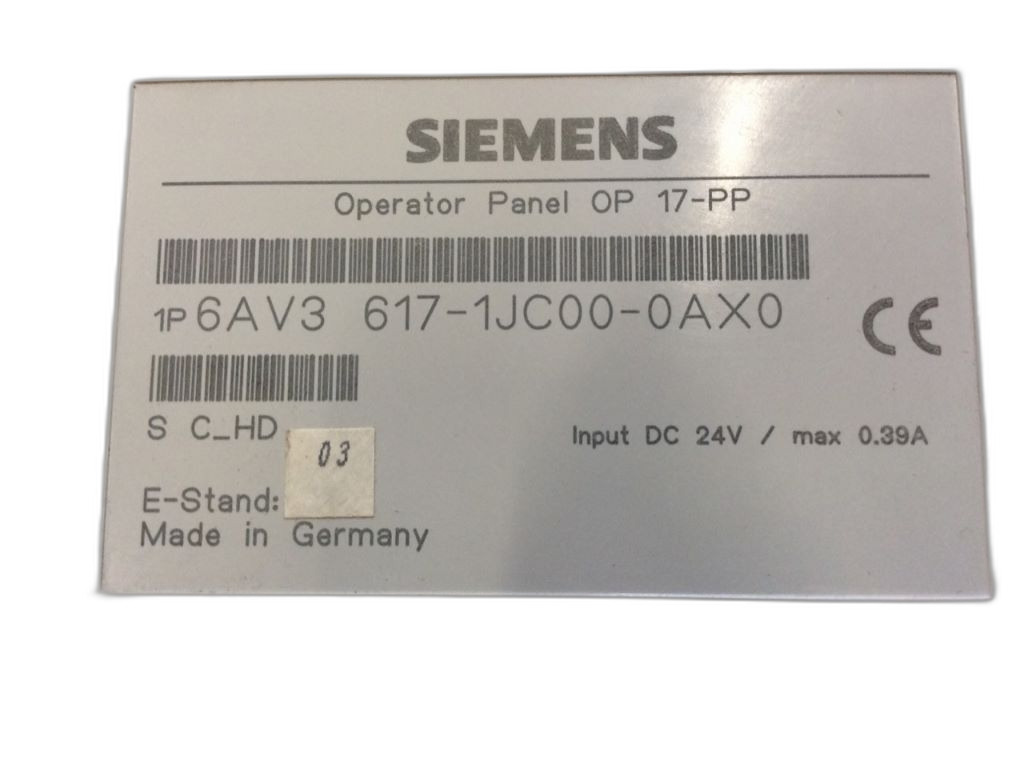 SIEMENS
Operator Panel OP 17-PP
1P 6AV3 617-1JC00-0AX0
CE
S C_HD
Input DC 24V / max 0.39A
03
E-Stand:
Made in Germany